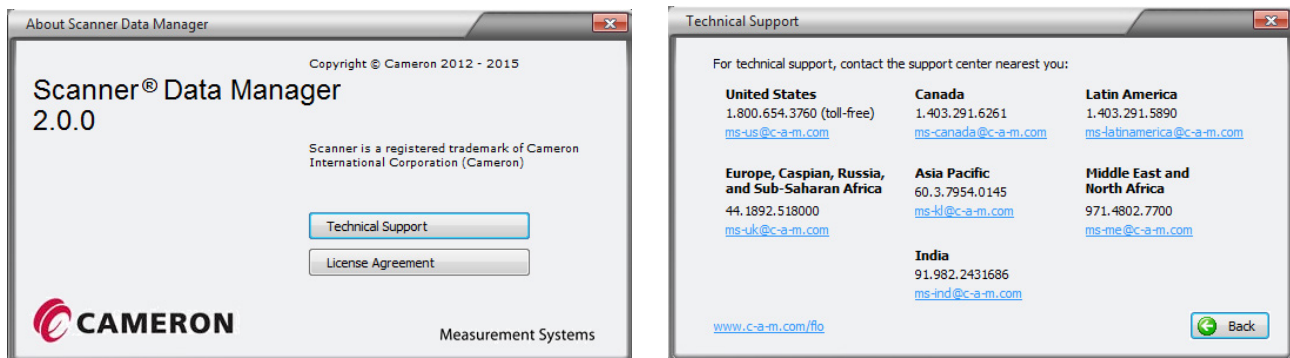 About Scanner Data Manager
Copyright © Cameron 2012 - 2015
Scanner® Data Manager
2.0.0
Scanner is a registered trademark of Cameron
International Corporation (Cameron)
Technical Support
License Agreement
CAMERON
Measurement Systems
Technical Support
For technical support, contact the support center nearest you:
United States
1.800.654.3760 (toll-free)
ms-us@c-a-m.com
Canada
1.403.291.6261
ms-canada@c-a-m.com
Latin America
1.403.291.5890
ms-latinamerica@c-a-m.com
Europe, Caspian, Russia,
and Sub-Saharan Africa
44.1892.518000
ms-uk@c-a-m.com
Asia Pacific
60.3.7954.0145
ms-kl@c-a-m.com
Middle East and
North Africa
971.4802.7700
ms-me@c-a-m.com
India
91.982.2431686
ms-ind@c-a-m.com
www.c-a-m.com/flo
Back